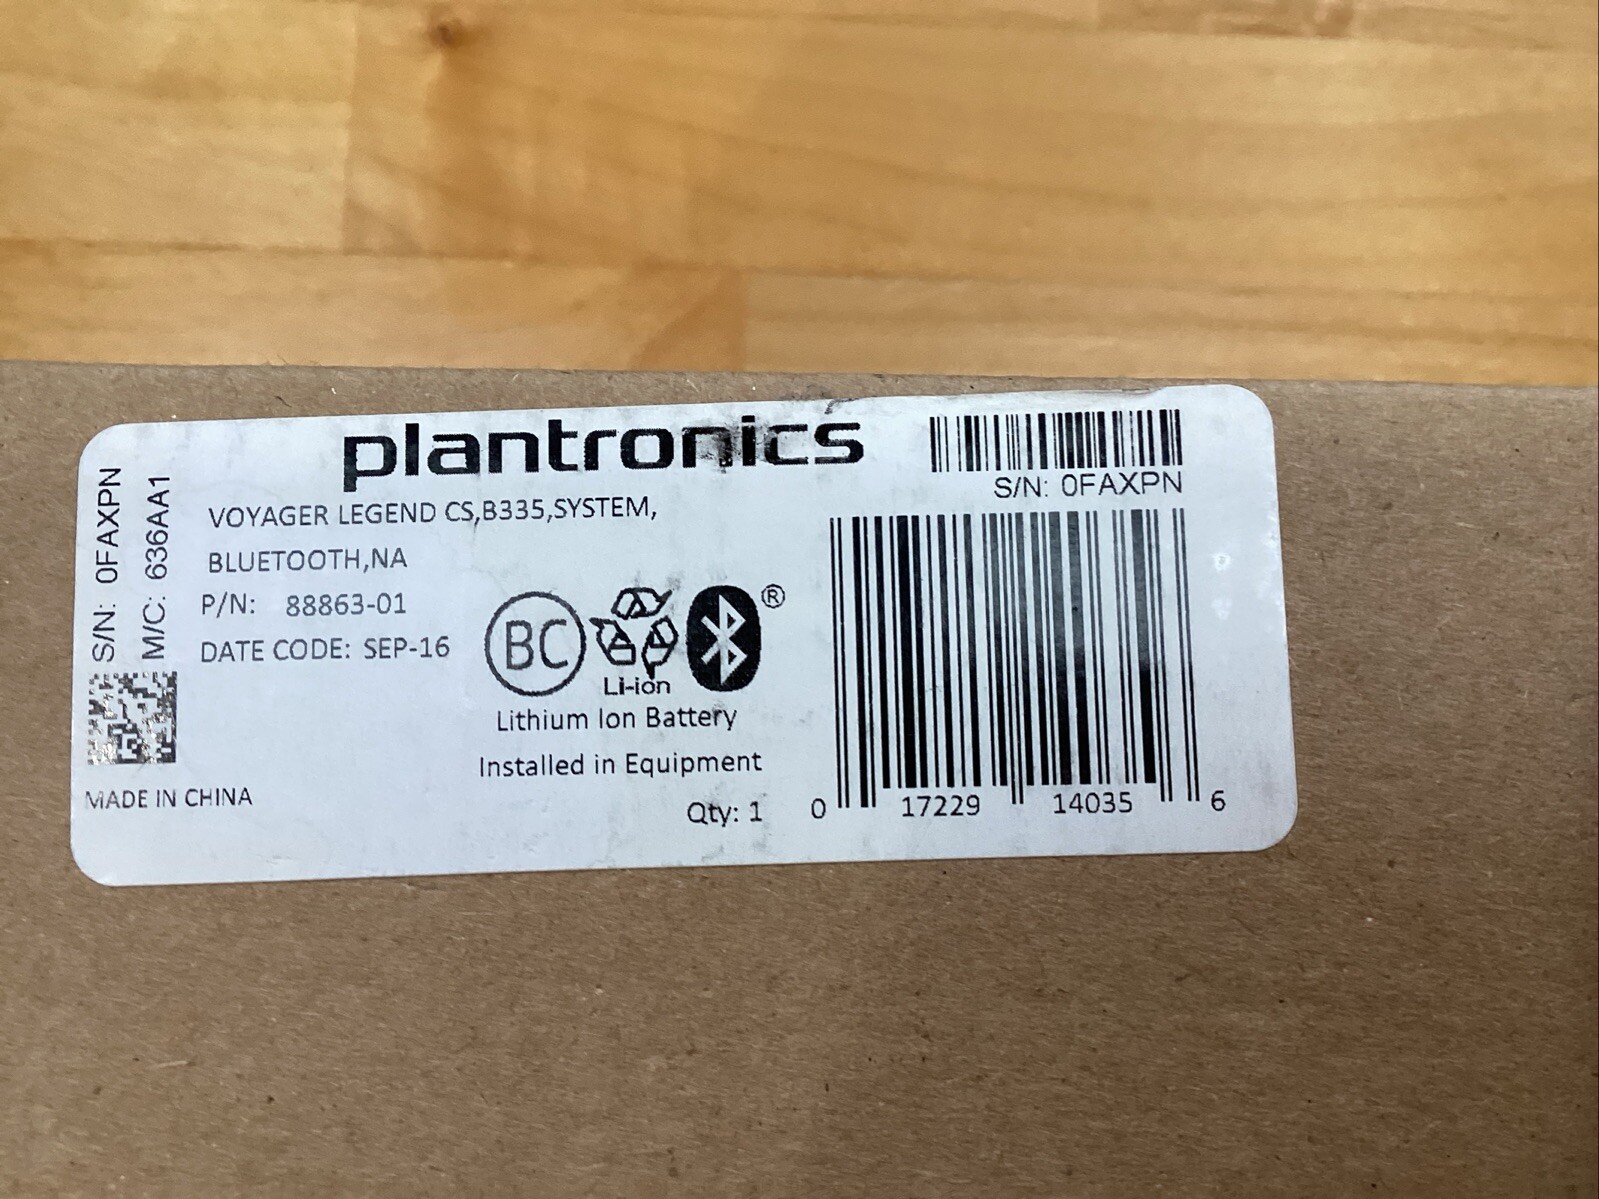 plantronics
S/N: 0FAXPN
VOYAGER LEGEND CS,B335,SYSTEM,
BLUETOOTH,NA
P/N: 88863-01
DATE CODE: SEP-16
S/N: 0FAXPN
M/C: 636AA1
BC
®
Li-ion
Lithium Ion Battery
Installed in Equipment
MADE IN CHINA
Qty: 1
0 17229 14035 6